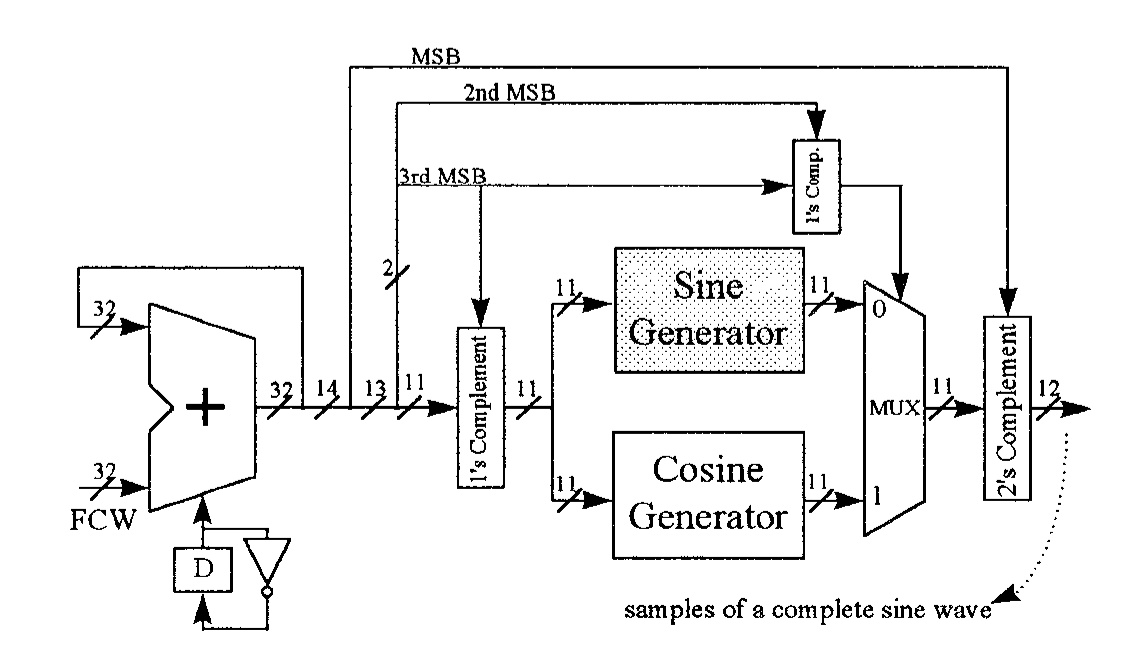 MSB
2nd MSB
3rd MSB
1's Comp.
2
32
11
Sine
Generator
11
0
32
14
13
11
1's Complement
11
+
MUX
11
2's Complement
12
32
FCW
11
Cosine
Generator
11
1
D
samples of a complete sine wave